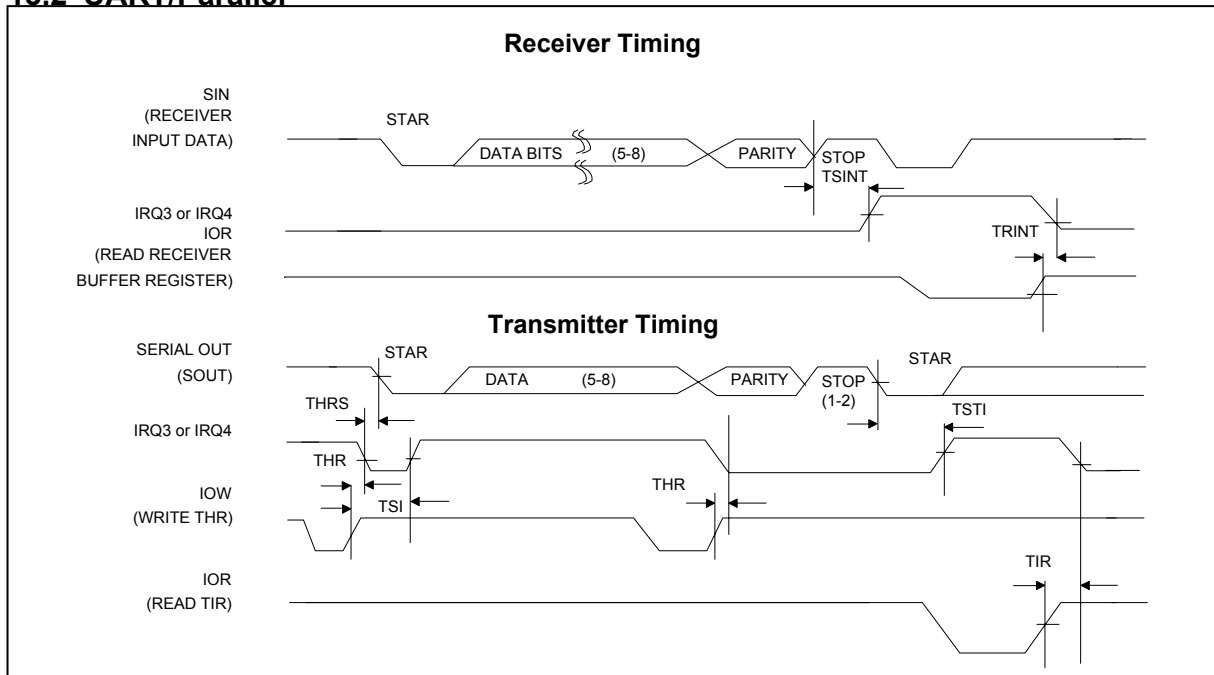 Receiver Timing
SIN
(RECEIVER
INPUT DATA)
STAR
DATA BITS (5-8)
PARITY
STOP
TSINT
IRQ3 or IRQ4
IOR
(READ RECEIVER
BUFFER REGISTER)
TRINT
Transmitter Timing
SERIAL OUT
(SOUT)
STAR
DATA (5-8)
PARITY
STOP
(1-2)
STAR
THRS
TSTI
IRQ3 or IRQ4
THR
THR
IOW
(WRITE THR)
TSI
IOR
(READ TIR)
TIR